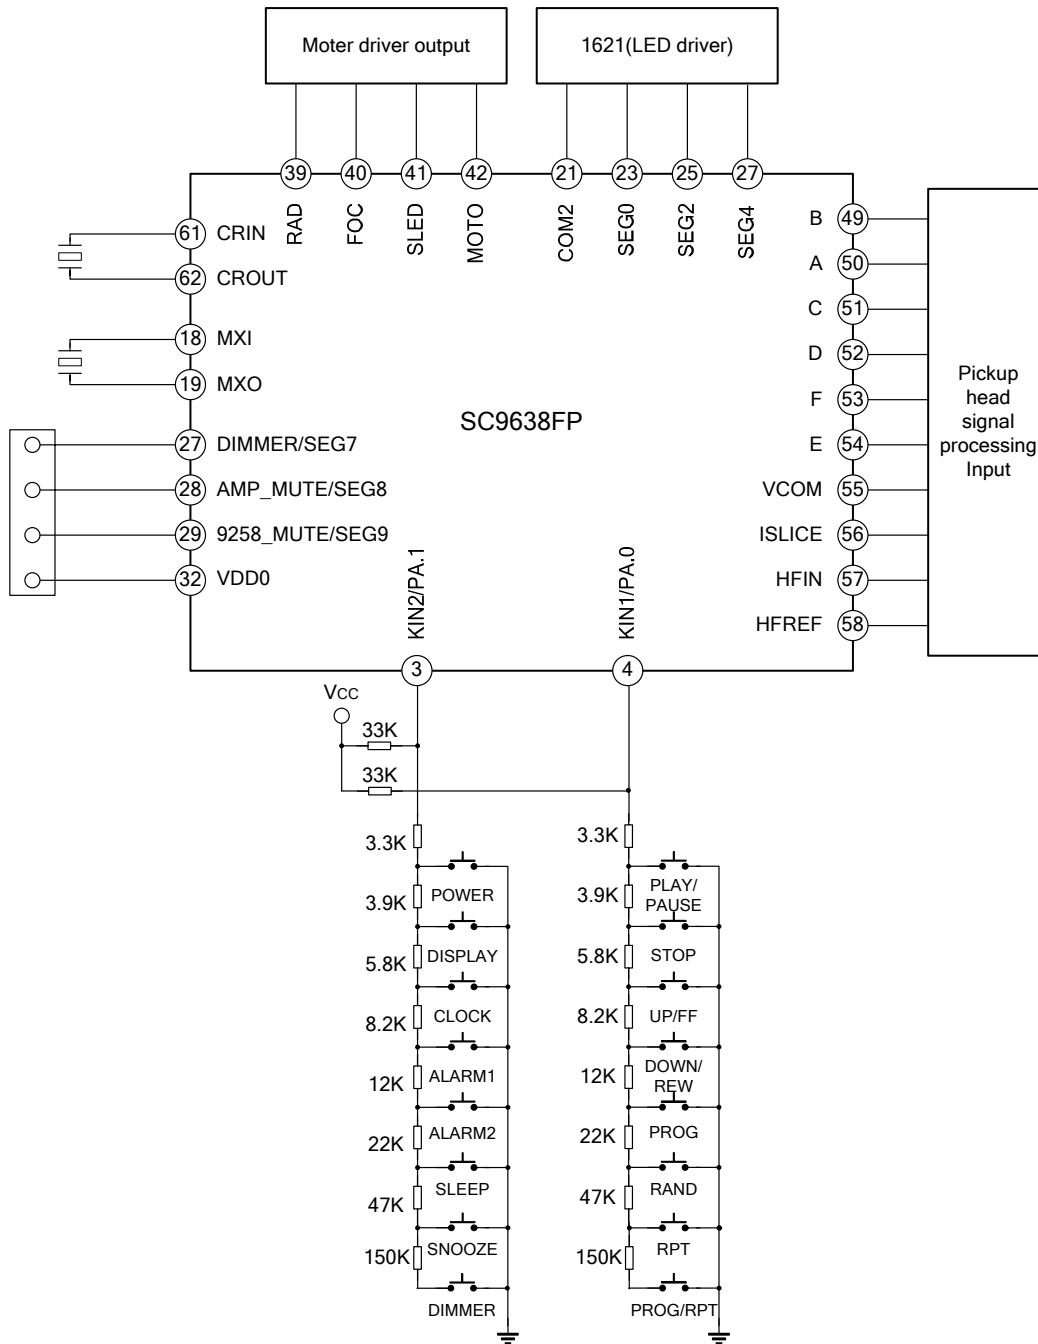 Moter driver output
1621(LED driver)
39
40
41
42
21
23
25
27
RAD
FOC
SLED
MOTO
COM2
SEG0
SEG2
SEG4
61 CRIN
62 CROUT
18 MXI
19 MXO
27 DIMMER/SEG7
28 AMP_MUTE/SEG8
29 9258_MUTE/SEG9
32 VDD0
SC9638FP
B 49
A 50
C 51
D 52
F 53
E 54
VCOM 55
ISLICE 56
HFIN 57
HFREF 58
Pickup
head
signal
processing
Input
KIN2/PA.1
KIN1/PA.0
3
4
Vcc
33K
33K
3.3K
3.9K
5.8K
8.2K
12K
22K
47K
150K
POWER
DISPLAY
CLOCK
ALARM1
ALARM2
SLEEP
SNOOZE
DIMMER
3.3K
3.9K
5.8K
8.2K
12K
22K
47K
150K
PLAY/
PAUSE
STOP
UP/FF
DOWN/
REW
PROG
RAND
RPT
PROG/RPT